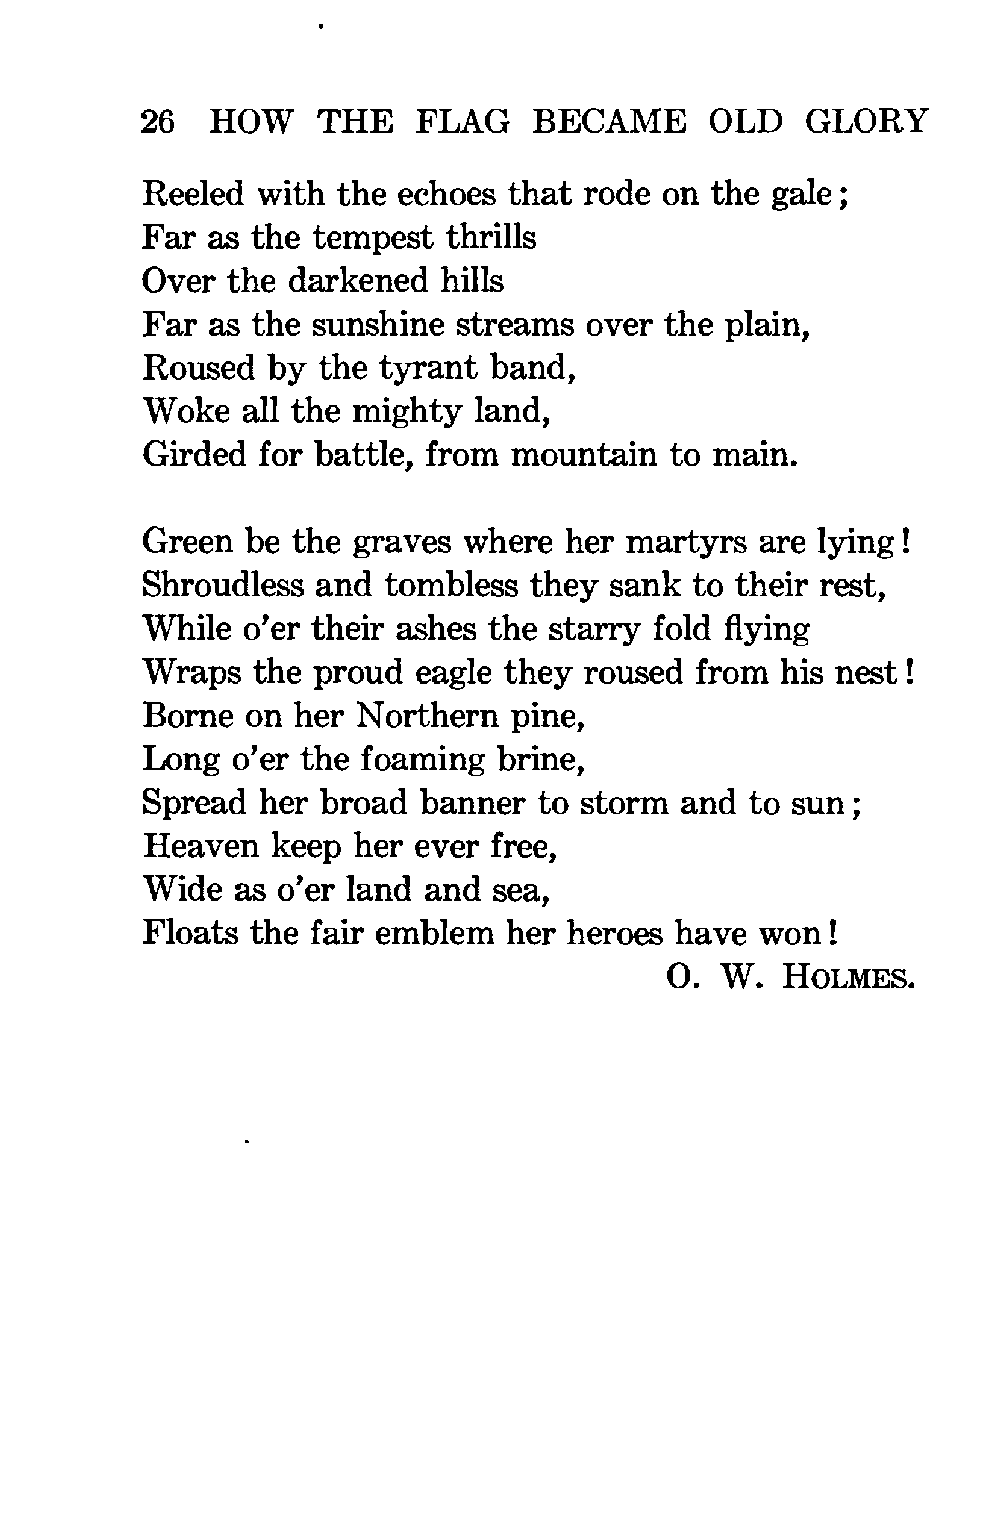 26 HOW THE FLAG BECAME OLD GLORY
Reeled with the echoes that rode on the gale;
Far as the tempest thrills
Over the darkened hills
Far as the sunshine streams over the plain,
Roused by the tyrant band,
Woke all the mighty land,
Girded for battle, from mountain to main.
Green be the graves where her martyrs are lying!
Shroudless and tombless they sank to their rest,
While o'er their ashes the starry fold flying
Wraps the proud eagle they roused from his nest!
Borne on her Northern pine,
Long o'er the foaming brine,
Spread her broad banner to storm and to sun;
Heaven keep her ever free,
Wide as o'er land and sea,
Floats the fair emblem her heroes have won!
O. W. HOLMES.